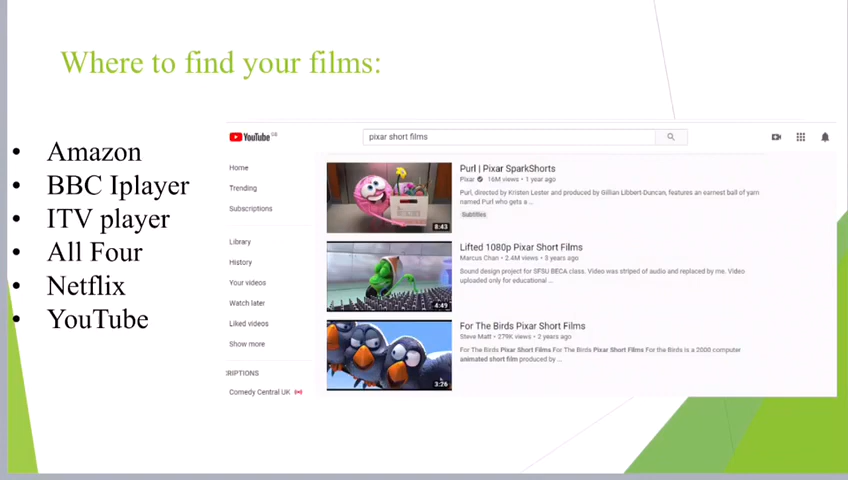 Where to find your films:
• Amazon
• BBC Iplayer
• ITV player
• All Four
• Netflix
• YouTube
YouTube GB
pixar short films
Home
Trending
Subscriptions
Library
History
Your videos
Watch later
Liked videos
Show more
RIPTIONS
Comedy Central UK
8:43
Purl | Pixar SparkShorts
Pixar 16M views • 1 year ago
Purl, directed by Kristen Lester and produced by Gillian Libbert-Duncan, features an earnest ball of yarn
named Purl who gets a ...
Subtitles
4:49
Lifted 1080p Pixar Short Films
Marcus Chan • 2.4M views • 3 years ago
Sound design project for SFSU BECA class. Video was striped of audio and replaced by me. Video
uploaded only for educational ...
3:26
For The Birds Pixar Short Films
Steve Matt • 279K views • 2 years ago
For The Birds Pixar Short Films For The Birds Pixar Short Films For the Birds is a 2000 computer
animated short film produced by ...